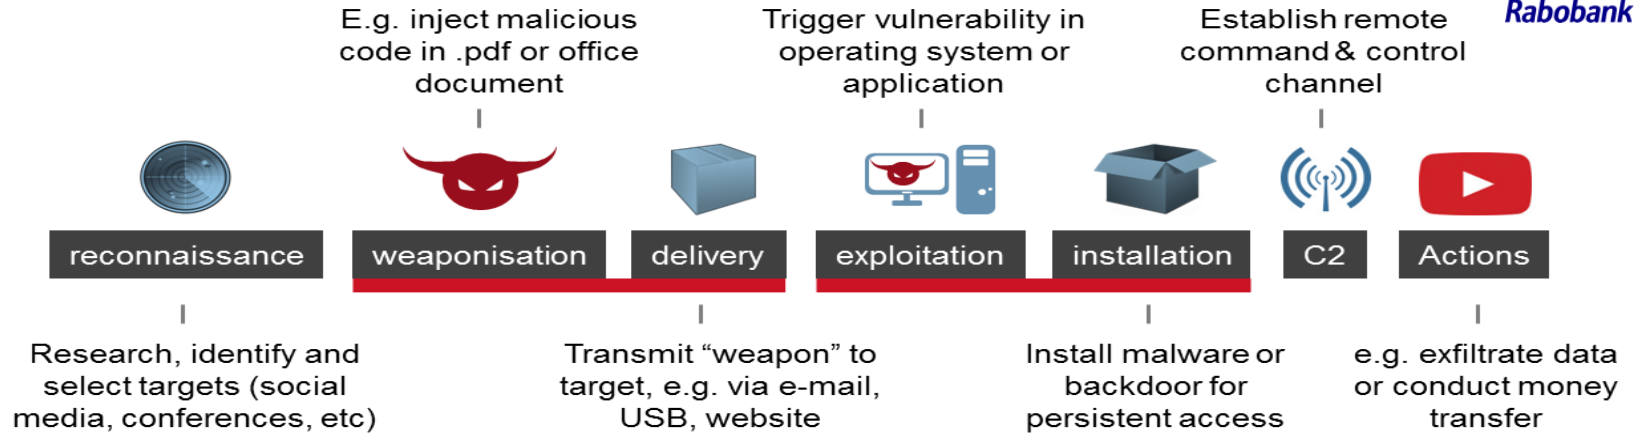 E.g. inject malicious
code in .pdf or office
document
Trigger vulnerability in
operating system or
application
Establish remote
command & control
channel
Rabobank
reconnaissance
weaponisation
delivery
exploitation
installation
C2
Actions
Research, identify and
select targets (social
media, conferences, etc)
Transmit “weapon” to
target, e.g. via e-mail,
USB, website
Install malware or
backdoor for
persistent access
e.g. exfiltrate data
or conduct money
transfer